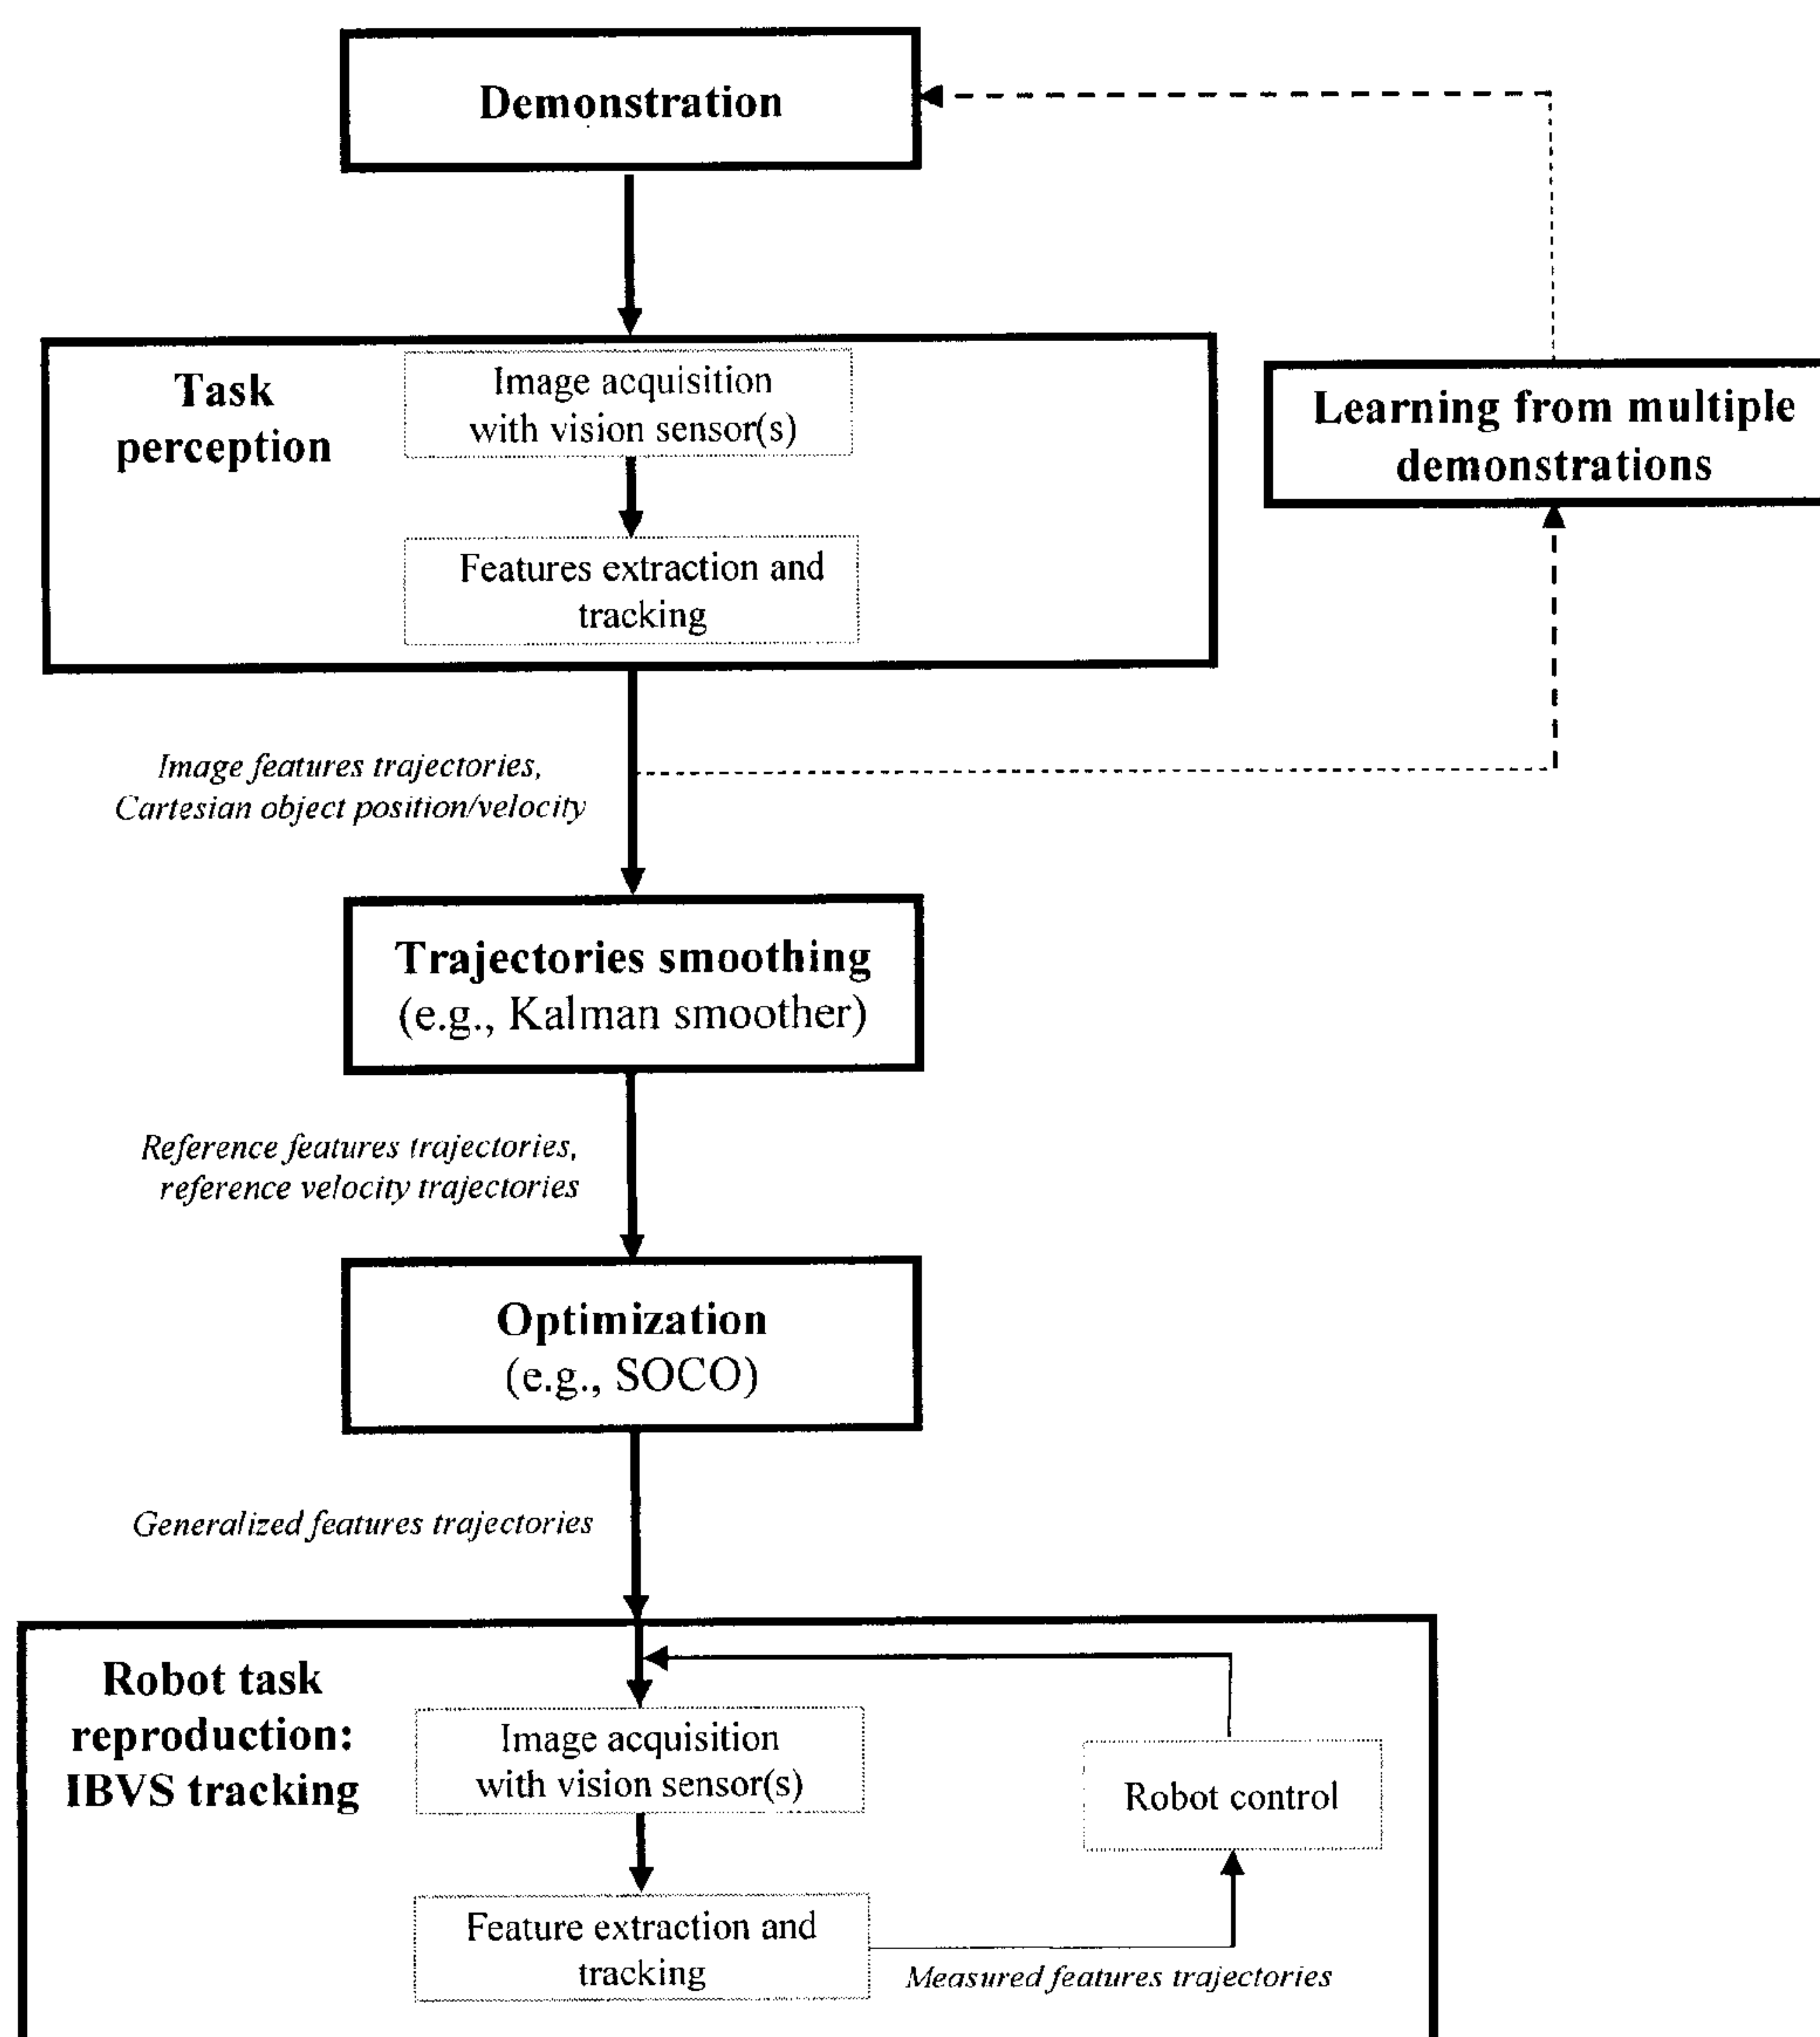 Demonstration
Task
perception
Image acquisition
with vision sensor(s)
Features extraction and
tracking
Learning from multiple
demonstrations
Image features trajectories,
Cartesian object position/velocity
Trajectories smoothing
(e.g., Kalman smoother)
Reference features trajectories,
reference velocity trajectories
Optimization
(e.g., SOCO)
Generalized features trajectories
Robot task
reproduction:
IBVS tracking
Image acquisition
with vision sensor(s)
Robot control
Feature extraction and
tracking
Measured features trajectories